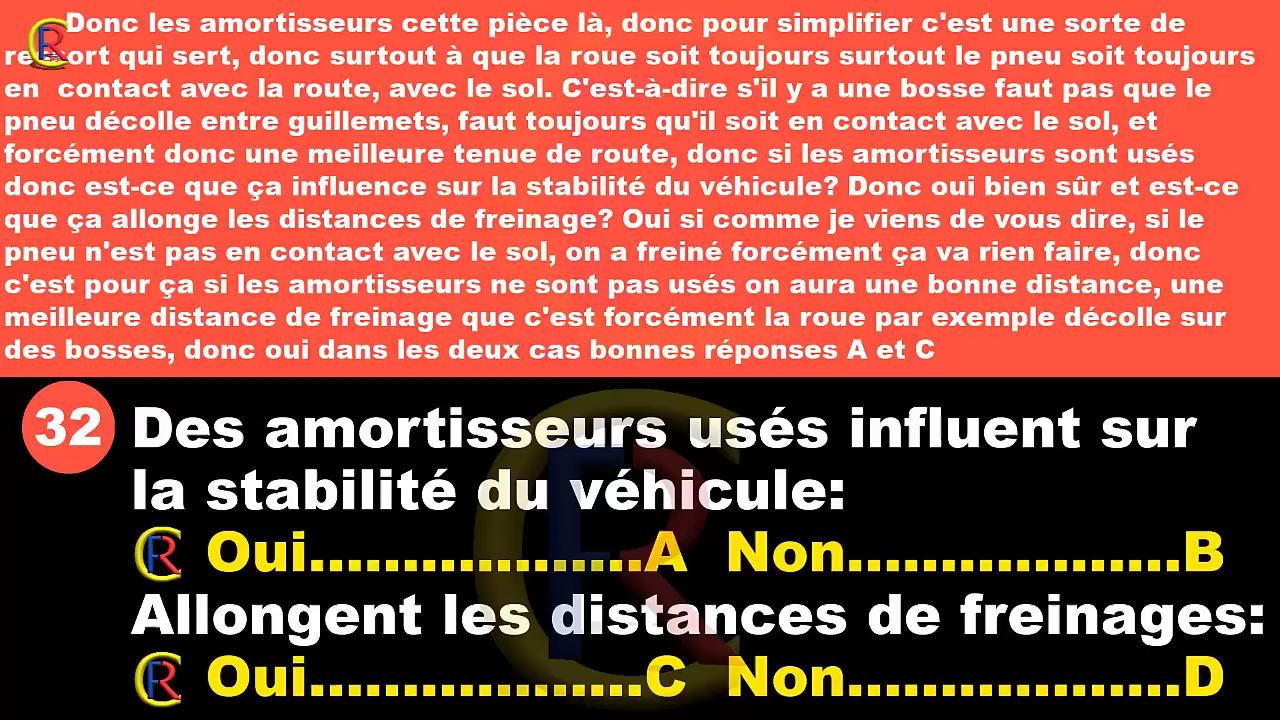 Donc les amortisseurs cette pièce là, donc pour simplifier c'est une sorte de
ressort qui sert, donc surtout à que la roue soit toujours surtout le pneu soit toujours
en contact avec la route, avec le sol. C'est-à-dire s'il y a une bosse faut pas que le
pneu décolle entre guillemets, faut toujours qu'il soit en contact avec le sol, et
forcément donc une meilleure tenue de route, donc si les amortisseurs sont usés
donc est-ce que ça influence sur la stabilité du véhicule? Donc oui bien sûr et est-ce
que ça allonge les distances de freinage? Oui si comme je viens de vous dire, si le
pneu n'est pas en contact avec le sol, on a freiné forcément ça va rien faire, donc
c'est pour ça si les amortisseurs ne sont pas usés on aura une bonne distance, une
meilleure distance de freinage que c'est forcément la roue par exemple décolle sur
des bosses, donc oui dans les deux cas bonnes réponses A et C
32 Des amortisseurs usés influent sur
la stabilité du véhicule:
CFR Oui..................A Non..................B
Allongent les distances de freinages:
CFR Oui..................C Non..................D